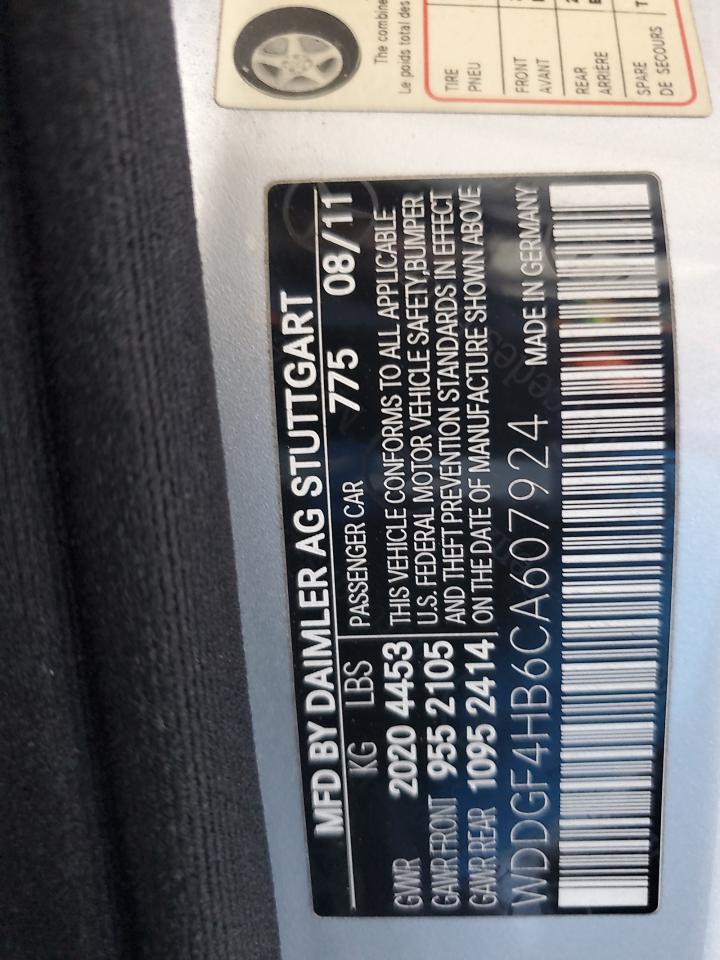 The combine
Le poids total des
TIRE
PNEU
FRONT
AVANT
REAR
ARRIÈRE
SPARE
DE SECOURS
MFD BY DAIMLER AG STUTTGART
KG LBS PASSENGER CAR 775 08/11
GVWR 2020 4453
GAWR FRONT 955 2105
GAWR REAR 1095 2414
THIS VEHICLE CONFORMS TO ALL APPLICABLE
U.S. FEDERAL MOTOR VEHICLE SAFETY,BUMPER
AND THEFT PREVENTION STANDARDS IN EFFECT
ON THE DATE OF MANUFACTURE SHOWN ABOVE
WDDGF4HB6CA607924 MADE IN GERMANY